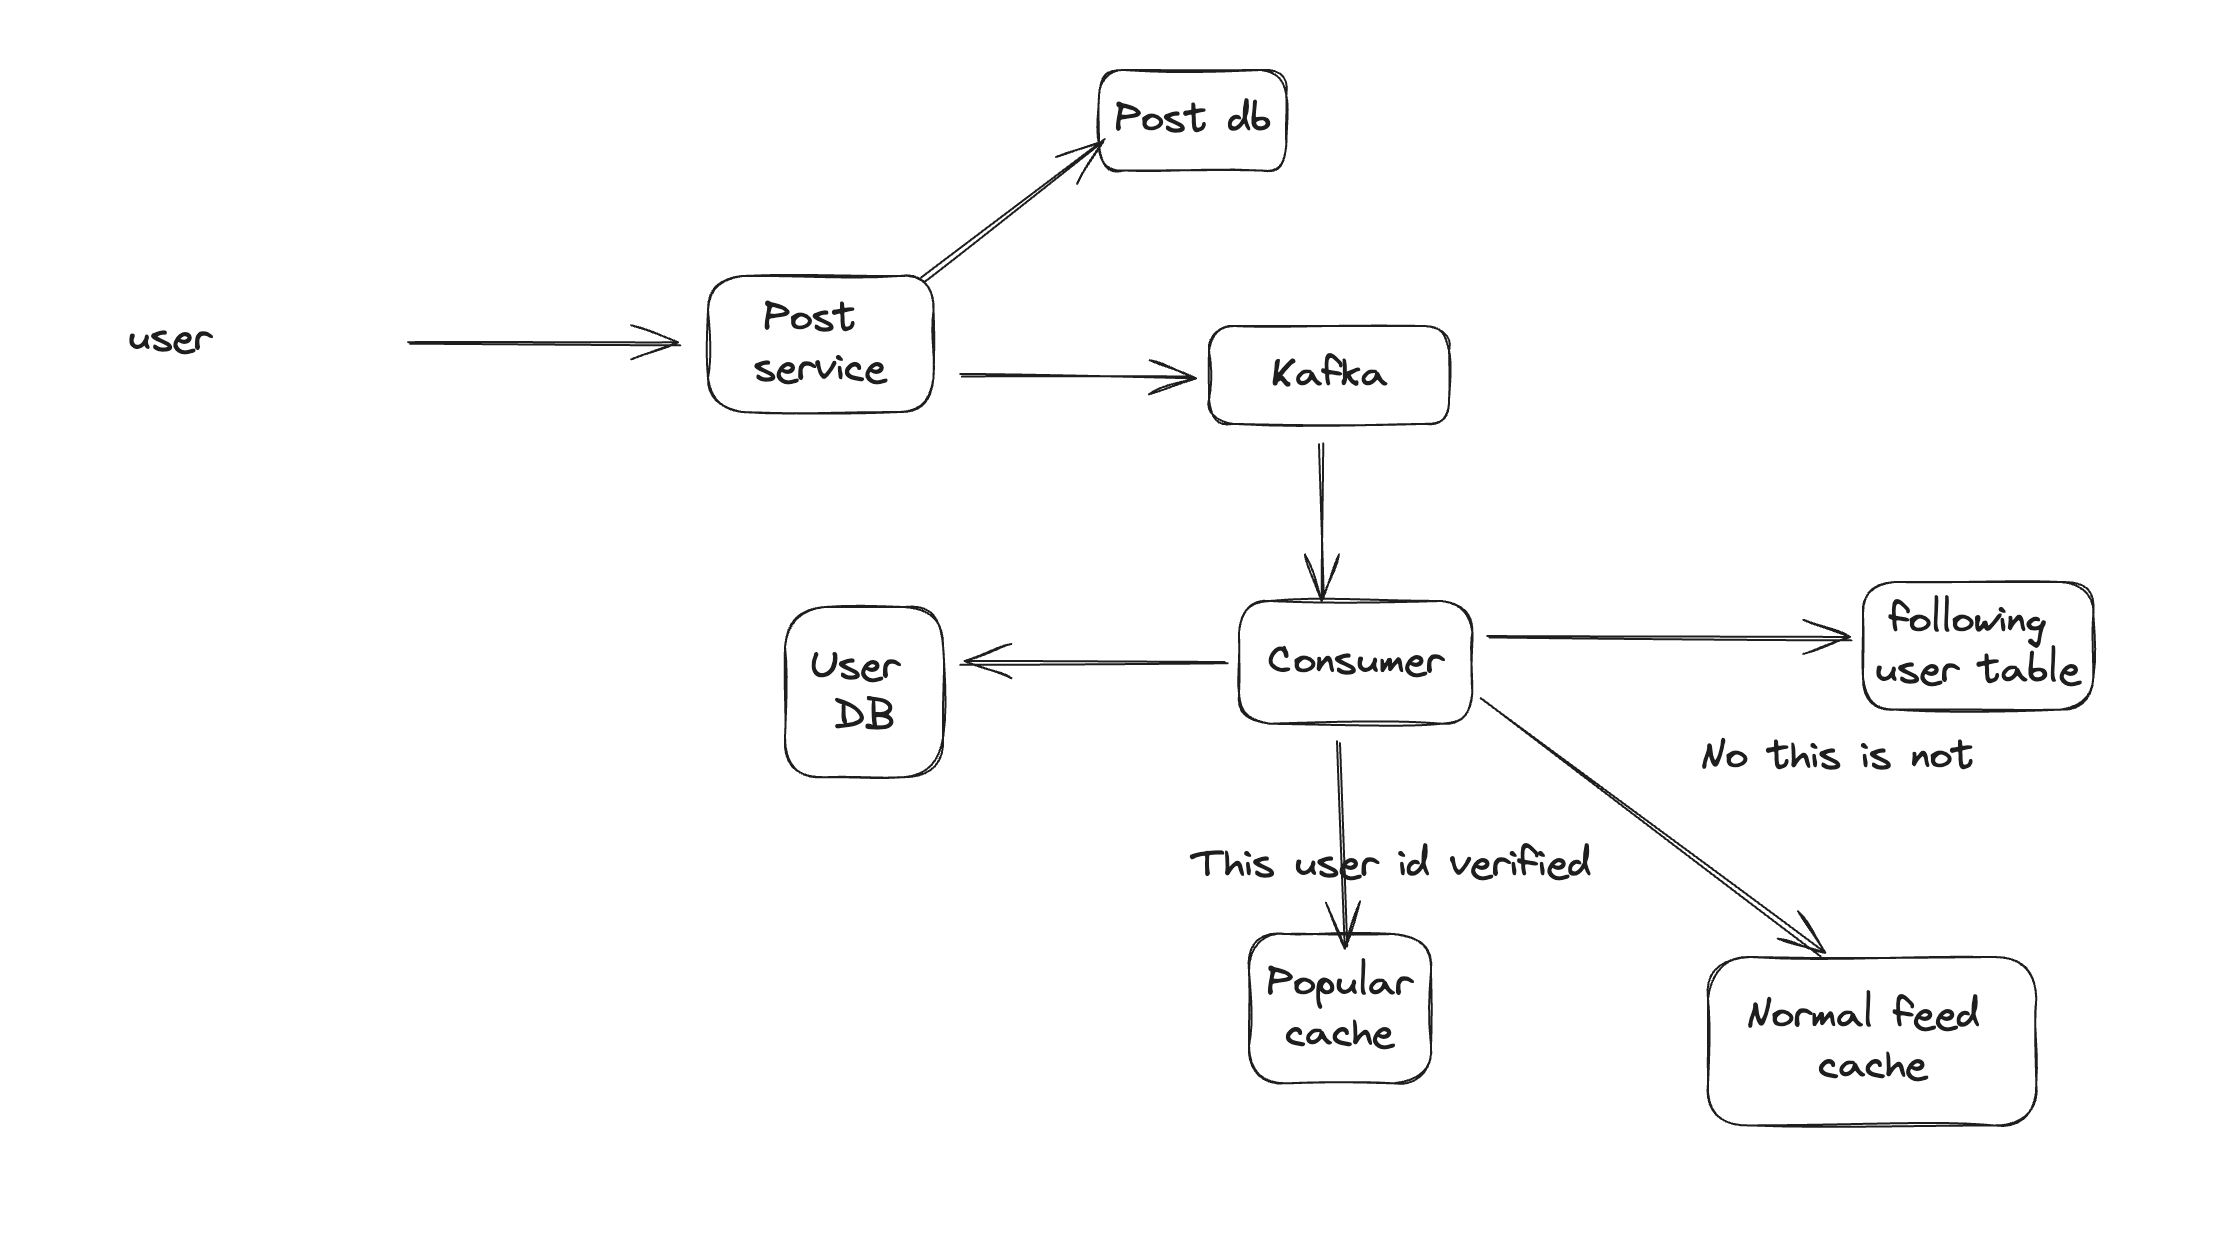 Post db
user
Post
service
Kafka
User
DB
Consumer
following
user table
No this is not
This user id verified
Popular
cache
Normal feed
cache